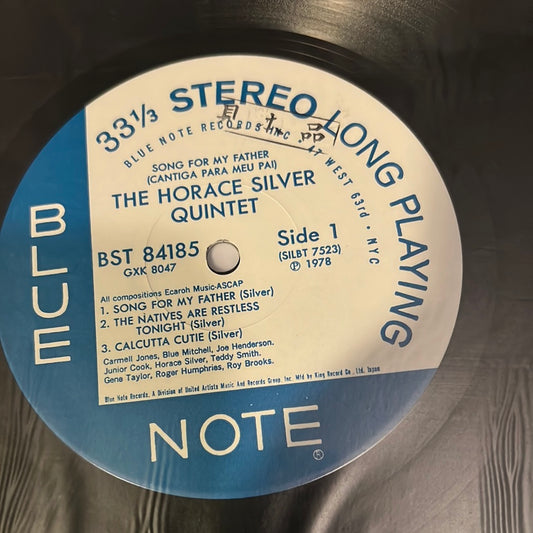 33⅓ STEREO LONG PLAYING
BLUE NOTE RECORDS INC • 47 WEST 63rd • NYC
見本品
SONG FOR MY FATHER
(CANTIGA PARA MEU PAI)
THE HORACE SILVER
QUINTET
BST 84185
GXK 8047
Side 1
(SILBT 7523)
Ⓟ 1978
All compositions Ecaroh Music-ASCAP
1. SONG FOR MY FATHER (Silver)
2. THE NATIVES ARE RESTLESS
TONIGHT (Silver)
3. CALCUTTA CUTIE (Silver)
Carmell Jones, Blue Mitchell, Joe Henderson.
Junior Cook, Horace Silver, Teddy Smith.
Gene Taylor, Roger Humphries, Roy Brooks.
Blue Note Records, A Division of United Artists Music And Records Group, Inc. Mfd by King Record Co., Ltd, Japan
BLUE
NOTE
®